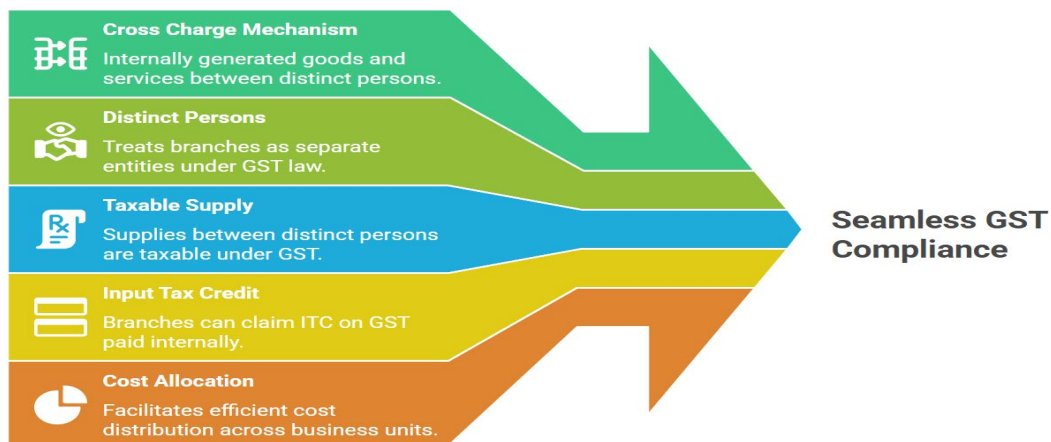 Cross Charge Mechanism
Internally generated goods and
services between distinct persons.
Distinct Persons
Treats branches as separate
entities under GST law.
Rx
Taxable Supply
Supplies between distinct persons
are taxable under GST.
Input Tax Credit
Branches can claim ITC on GST
paid internally.
Cost Allocation
Facilitates efficient cost
distribution across business units.
Seamless GST
Compliance